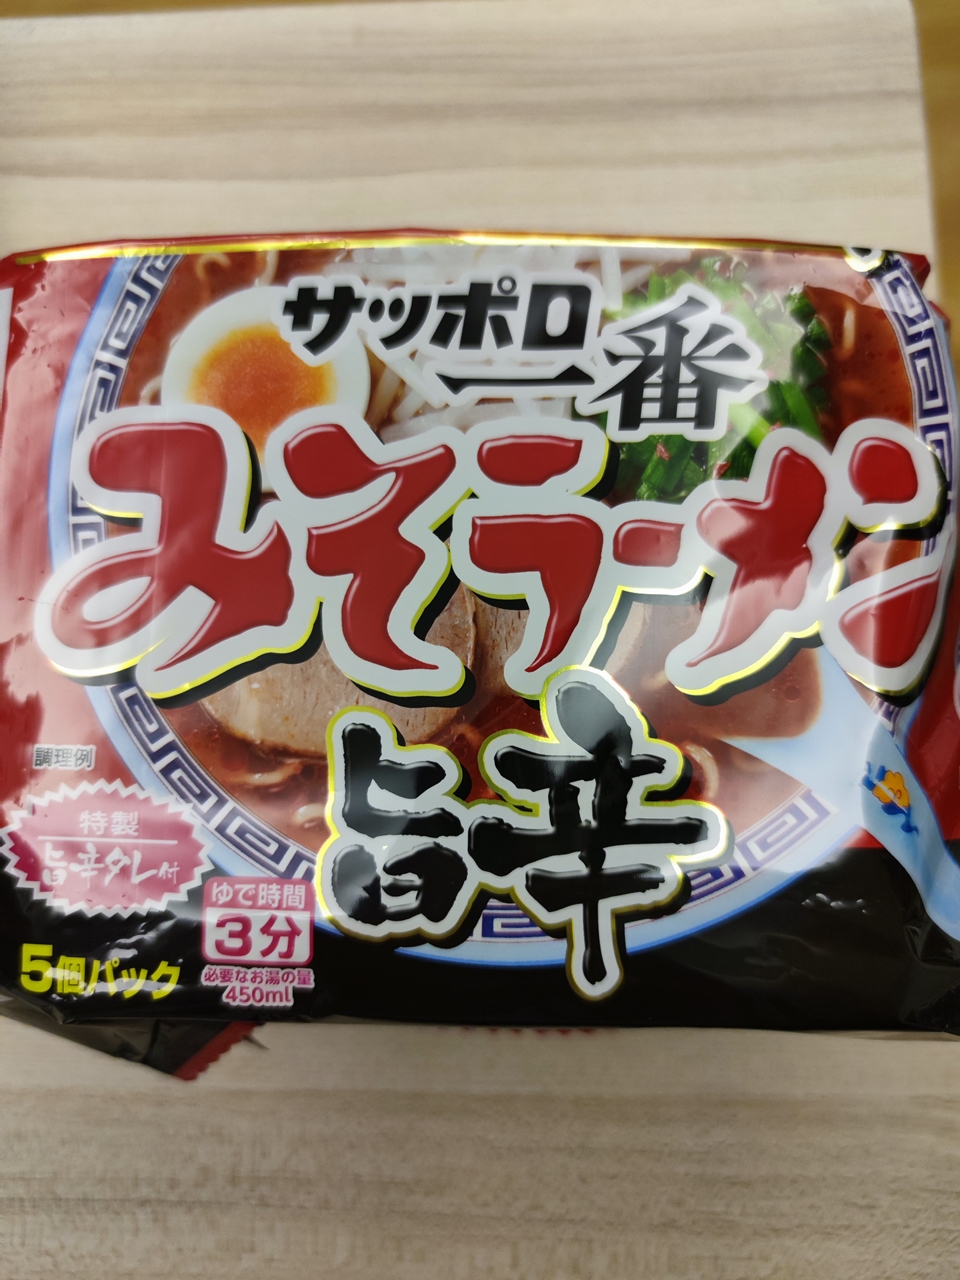 サッポロ
一番
みそラーメン
旨辛
調理例
特製
旨辛タレ付
ゆで時間
3分
必要なお湯の量
450ml
5個パック